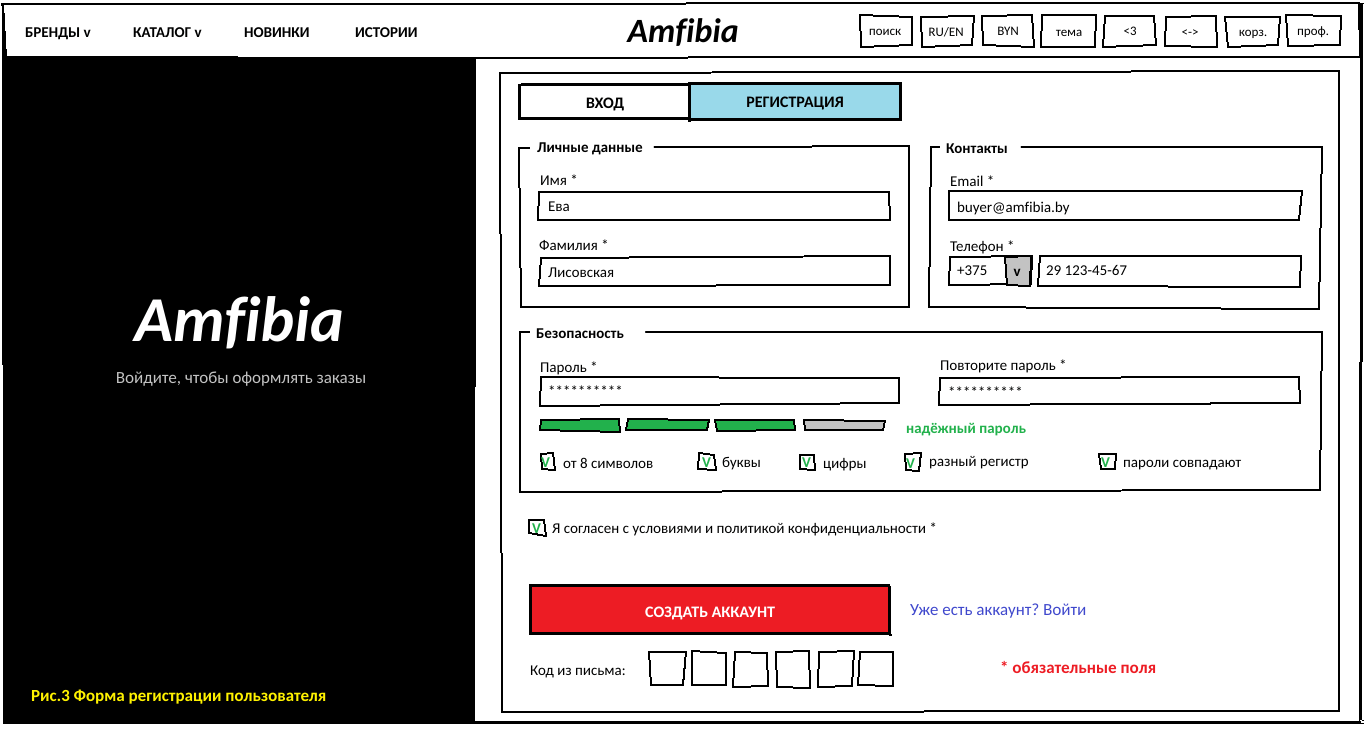 БРЕНДЫ v КАТАЛОГ v НОВИНКИ ИСТОРИИ Amfibia поиск RU/EN BYN тема <3 <-> корз. проф.
Amfibia
Войдите, чтобы оформлять заказы
Рис.3 Форма регистрации пользователя
ВХОД РЕГИСТРАЦИЯ
Личные данные
Имя *
Ева
Фамилия *
Лисовская
Контакты
Email *
buyer@amfibia.by
Телефон *
+375 v 29 123-45-67
Безопасность
Пароль * Повторите пароль *
********** **********
надёжный пароль
V от 8 символов V буквы V цифры V разный регистр V пароли совпадают
V Я согласен с условиями и политикой конфиденциальности *
СОЗДАТЬ АККАУНТ Уже есть аккаунт? Войти
Код из письма: * обязательные поля